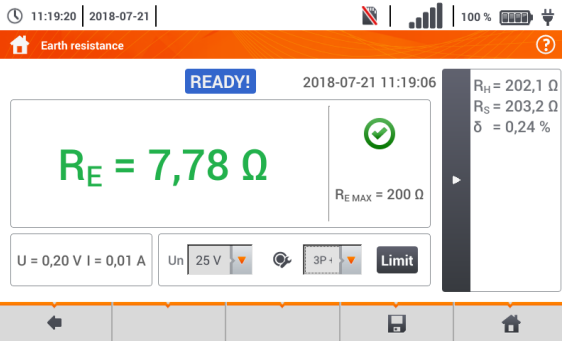 11:19:20 2018-07-21 100 %
Earth resistance ?
READY! 2018-07-21 11:19:06
RE = 7,78 Ω
RE MAX = 200 Ω
RH = 202,1 Ω
RS = 203,2 Ω
δ = 0,24 %
U = 0,20 V I = 0,01 A
Un 25 V 3P+ Limit